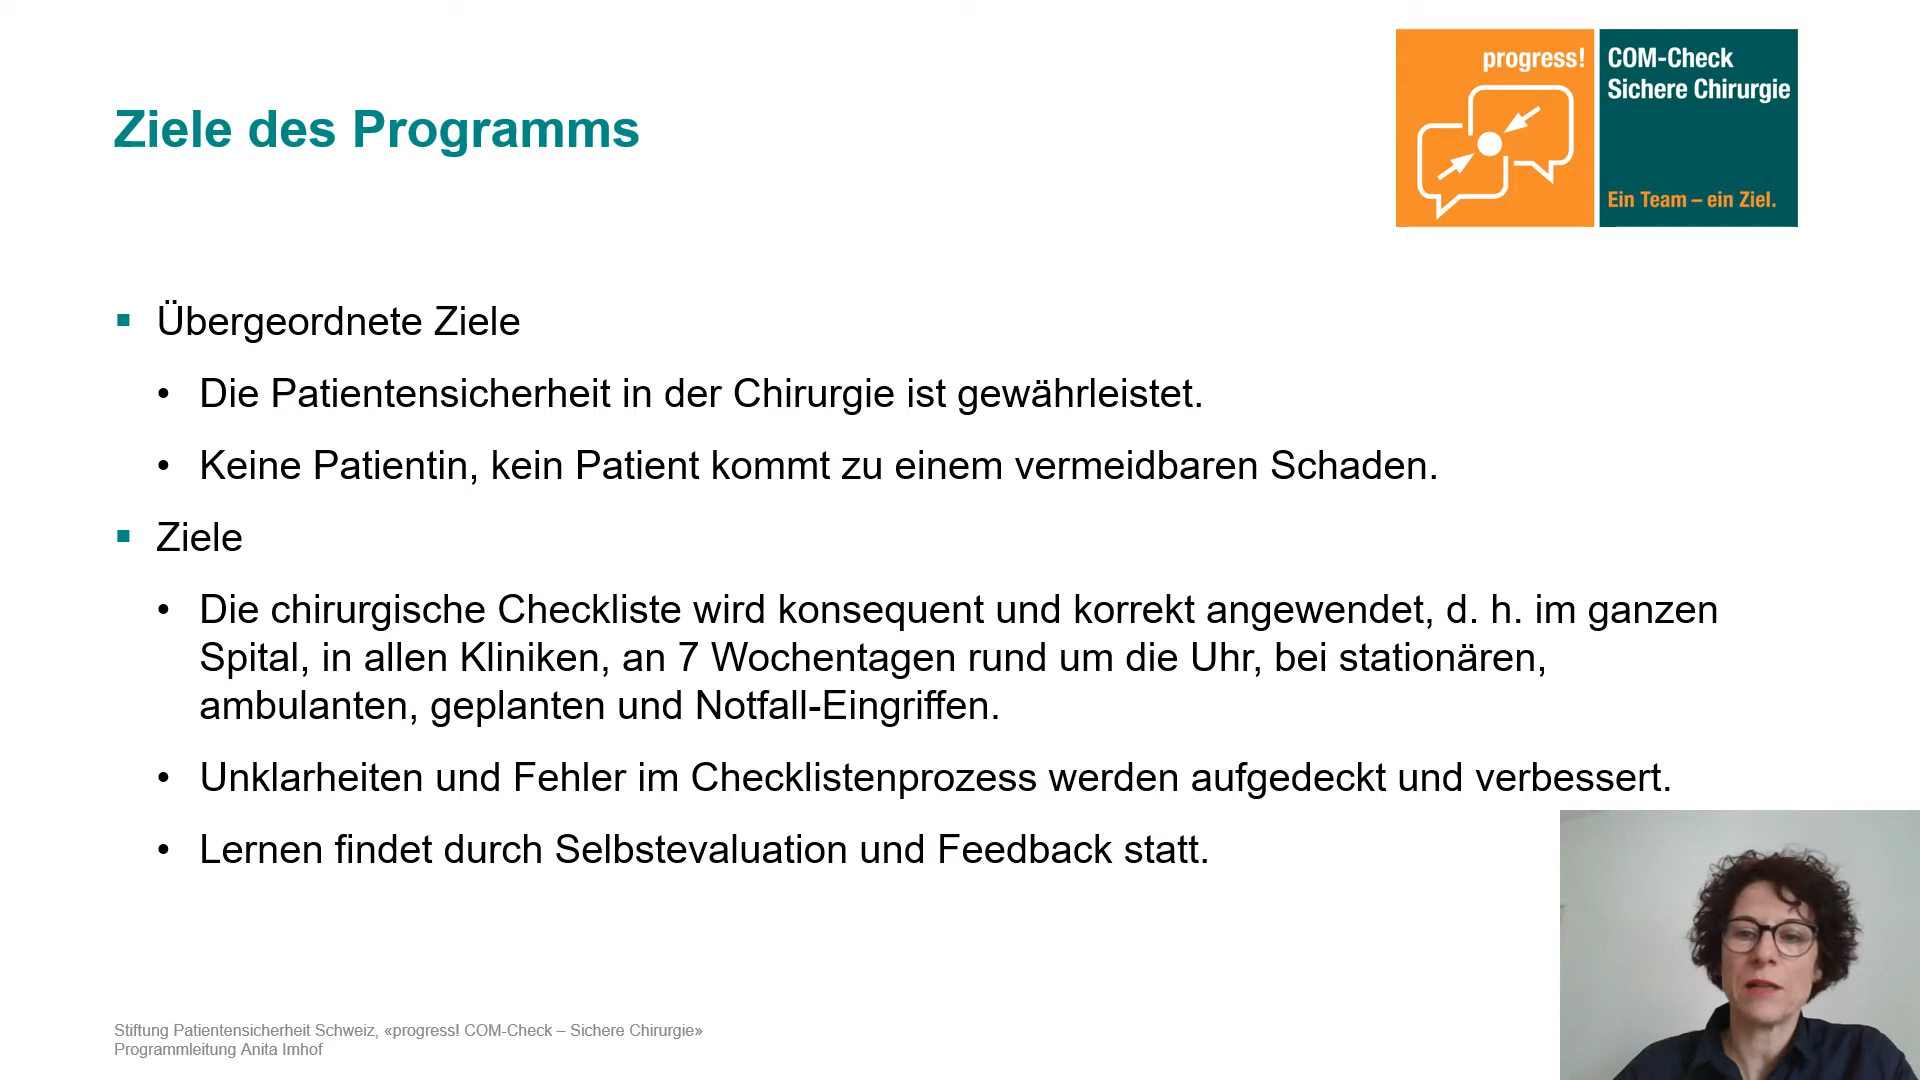 progress!
COM-Check
Sichere Chirurgie
Ein Team – ein Ziel.
Ziele des Programms
▪ Übergeordnete Ziele
• Die Patientensicherheit in der Chirurgie ist gewährleistet.
• Keine Patientin, kein Patient kommt zu einem vermeidbaren Schaden.
▪ Ziele
• Die chirurgische Checkliste wird konsequent und korrekt angewendet, d. h. im ganzen
Spital, in allen Kliniken, an 7 Wochentagen rund um die Uhr, bei stationären,
ambulanten, geplanten und Notfall-Eingriffen.
• Unklarheiten und Fehler im Checklistenprozess werden aufgedeckt und verbessert.
• Lernen findet durch Selbstevaluation und Feedback statt.
Stiftung Patientensicherheit Schweiz, «progress! COM-Check – Sichere Chirurgie»
Programmleitung Anita Imhof